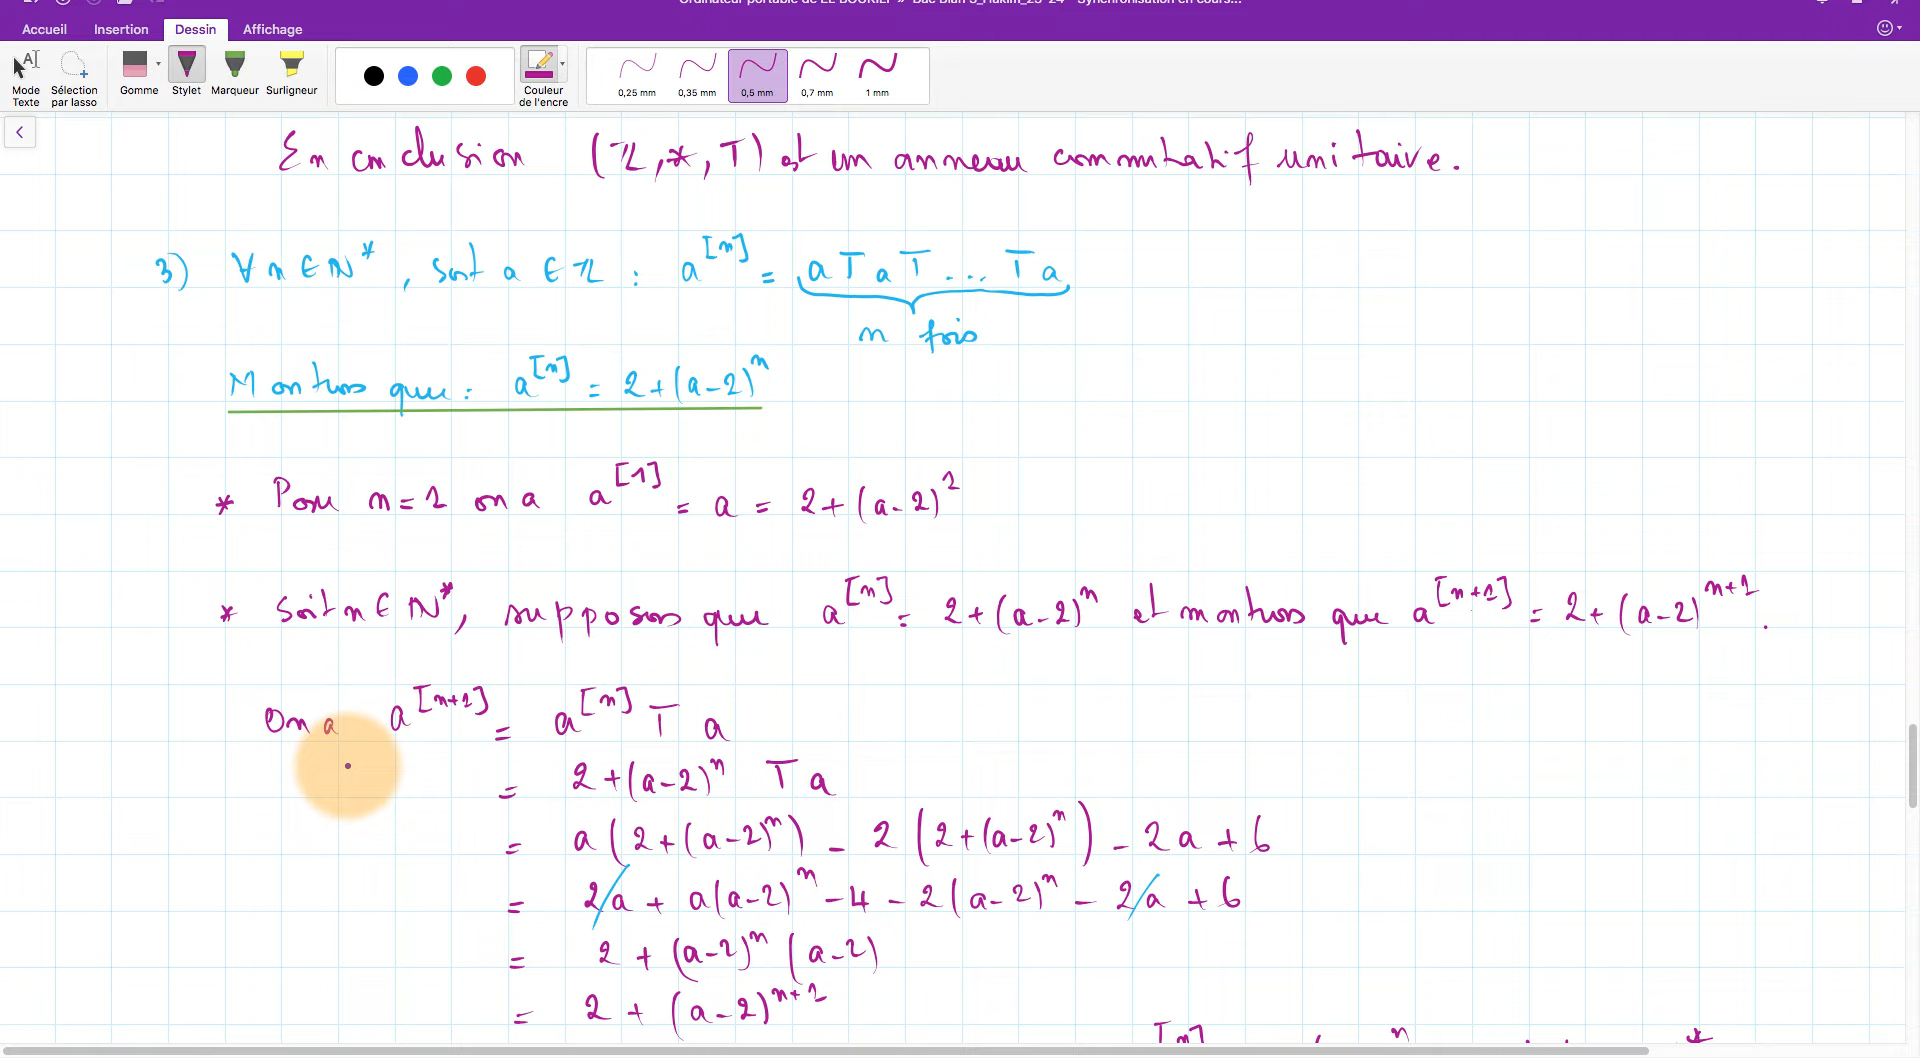 Accueil Insertion Dessin Affichage
Mode Texte Sélection par lasso Gomme Stylet Marqueur Surligneur Couleur de l'encre 0,25 mm 0,35 mm 0,5 mm 0,7 mm 1 mm
En conclusion (ℤ,*,T) est un anneau commutatif unitaire.
3) ∀n∈ℕ*, soit a∈ℤ : a^[n] = a T a T ... T a
n fois
Montrons que : a^[n] = 2+(a-2)^n
* Pour n=1 on a a^[1] = a = 2+(a-2)^1
* Soit n∈ℕ*, supposons que a^[n] = 2+(a-2)^n et montrons que a^[n+1] = 2+(a-2)^n+1.
On a a^[n+1] = a^[n] T a
= 2+(a-2)^n T a
= a(2+(a-2)^n) - 2(2+(a-2)^n) - 2a + 6
= 2a + a(a-2)^n - 4 - 2(a-2)^n - 2a + 6
= 2 + (a-2)^n (a-2)
= 2 + (a-2)^n+1